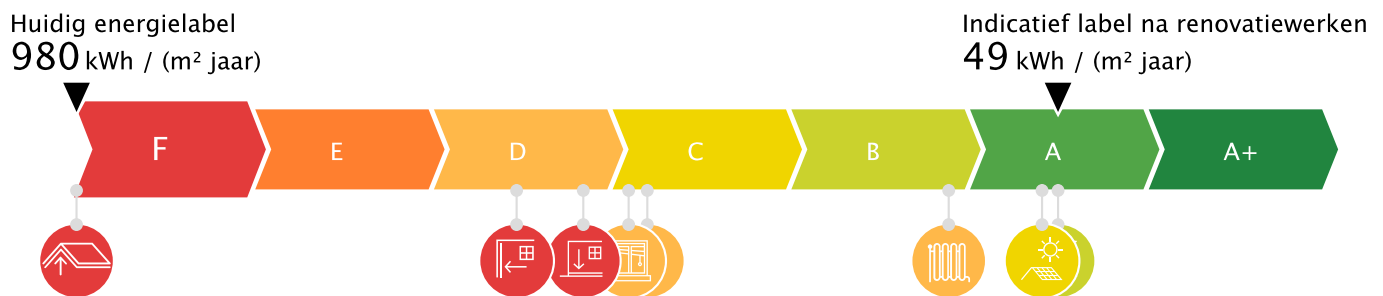 Huidig energielabel
980 kWh / (m² jaar)
Indicatief label na renovatiewerken
49 kWh / (m² jaar)
F E D C B A A+